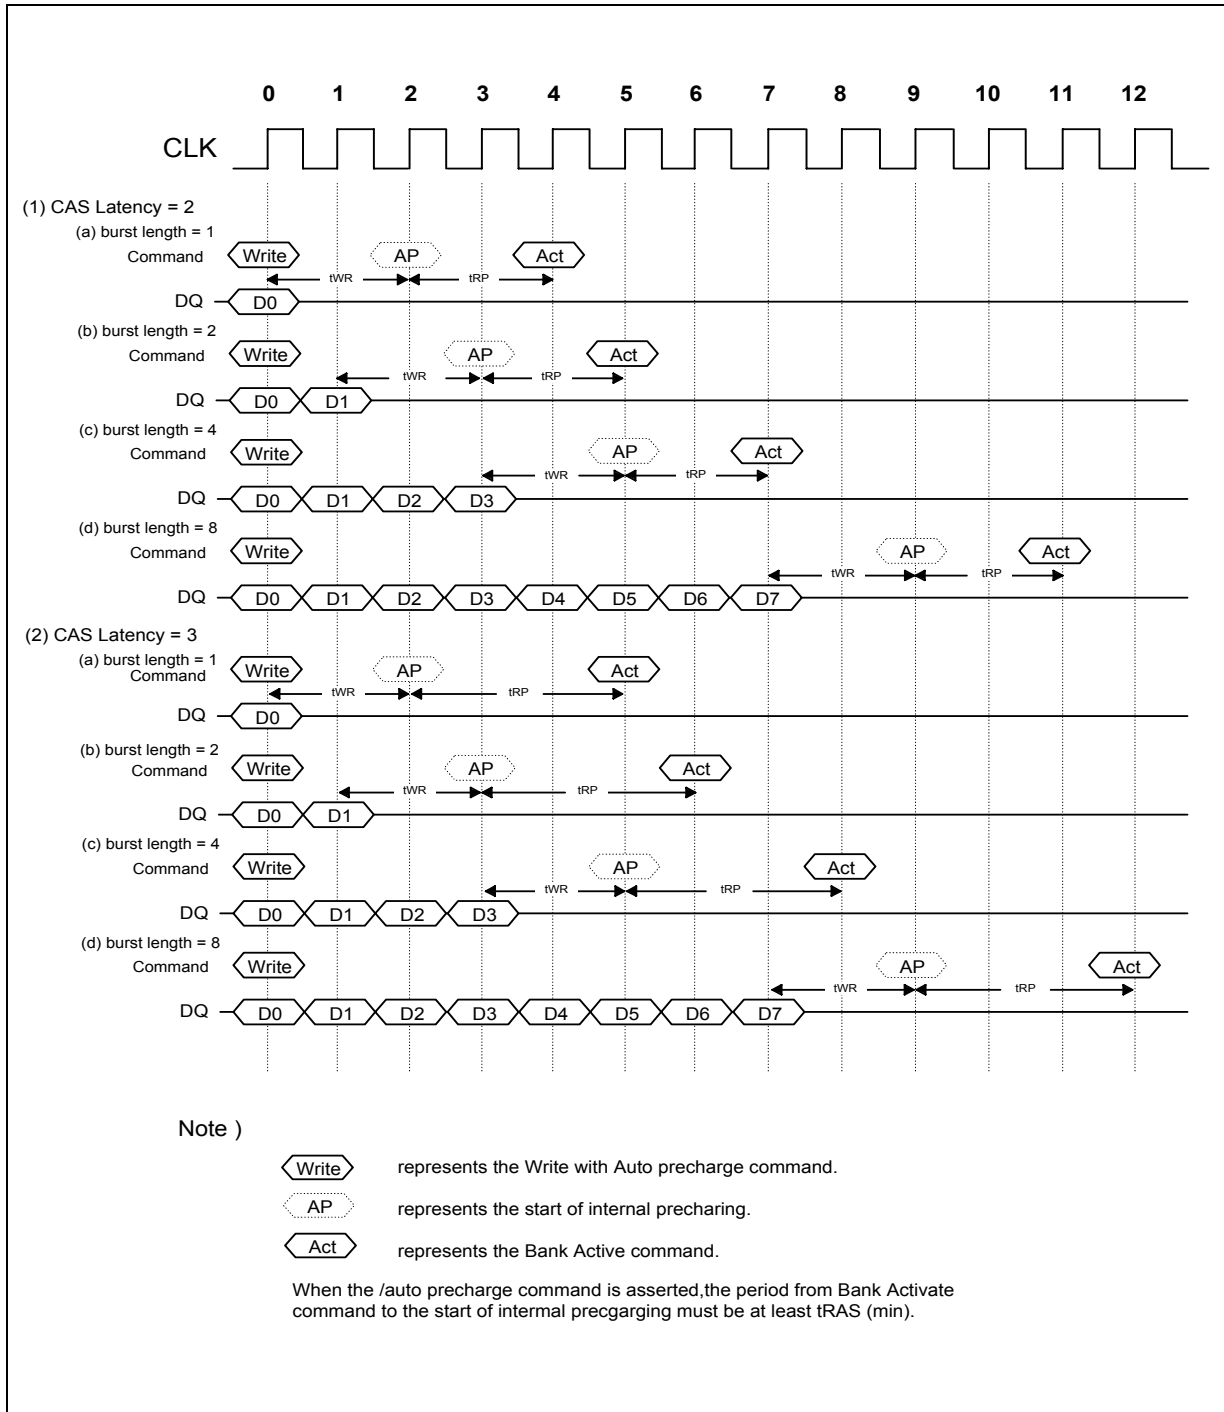 0 1 2 3 4 5 6 7 8 9 10 11 12
CLK
(1) CAS Latency = 2
(a) burst length = 1
Command Write AP Act
tWR tRP
DQ D0
(b) burst length = 2
Command Write AP Act
tWR tRP
DQ D0 D1
(c) burst length = 4
Command Write AP Act
tWR tRP
DQ D0 D1 D2 D3
(d) burst length = 8
Command Write AP Act
tWR tRP
DQ D0 D1 D2 D3 D4 D5 D6 D7
(2) CAS Latency = 3
(a) burst length = 1
Command Write AP Act
tWR tRP
DQ D0
(b) burst length = 2
Command Write AP Act
tWR tRP
DQ D0 D1
(c) burst length = 4
Command Write AP Act
tWR tRP
DQ D0 D1 D2 D3
(d) burst length = 8
Command Write AP Act
tWR tRP
DQ D0 D1 D2 D3 D4 D5 D6 D7
Note )
Write represents the Write with Auto precharge command.
AP represents the start of internal precharing.
Act represents the Bank Active command.
When the /auto precharge command is asserted,the period from Bank Activate
command to the start of intermal precgarging must be at least tRAS (min).